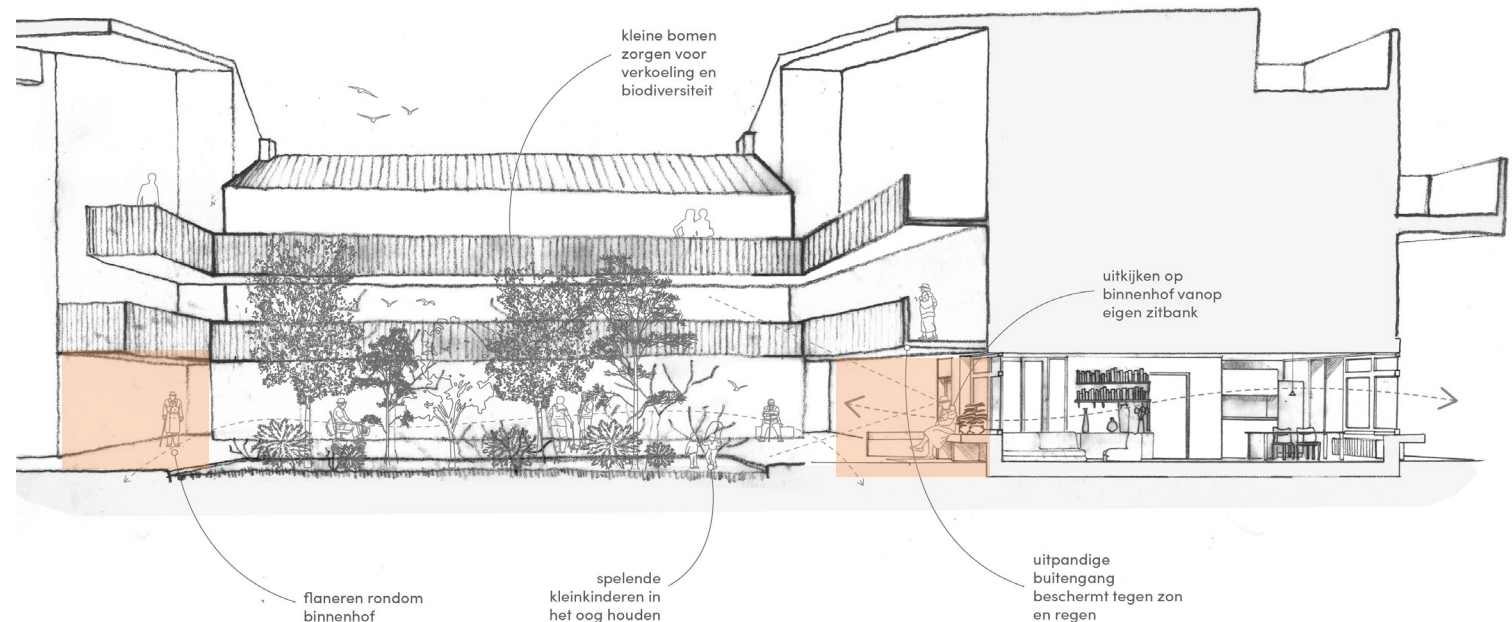 kleine bomen
zorgen voor
verkoeling en
biodiversiteit
uitkijken op
binnenhof vanop
eigen zitbank
flaneren rondom
binnenhof
spelende
kleinkinderen in
het oog houden
uitpandige
buitengang
beschermt tegen zon
en regen